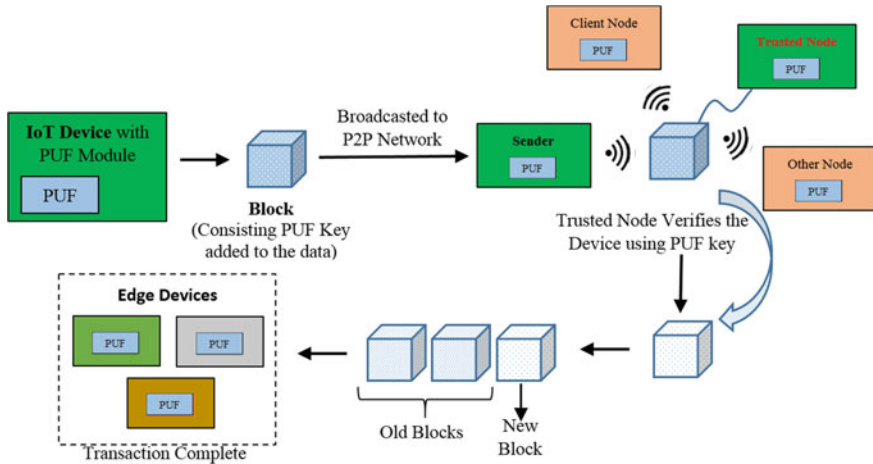 IoT Device with
PUF Module
PUF
Block
(Consisting PUF Key
added to the data)
Broadcasted to
P2P Network
Sender
PUF
Client Node
PUF
Trusted Node
PUF
Other Node
PUF
Trusted Node Verifies the
Device using PUF key
New
Block
Old Blocks
Edge Devices
PUF
PUF
PUF
Transaction Complete